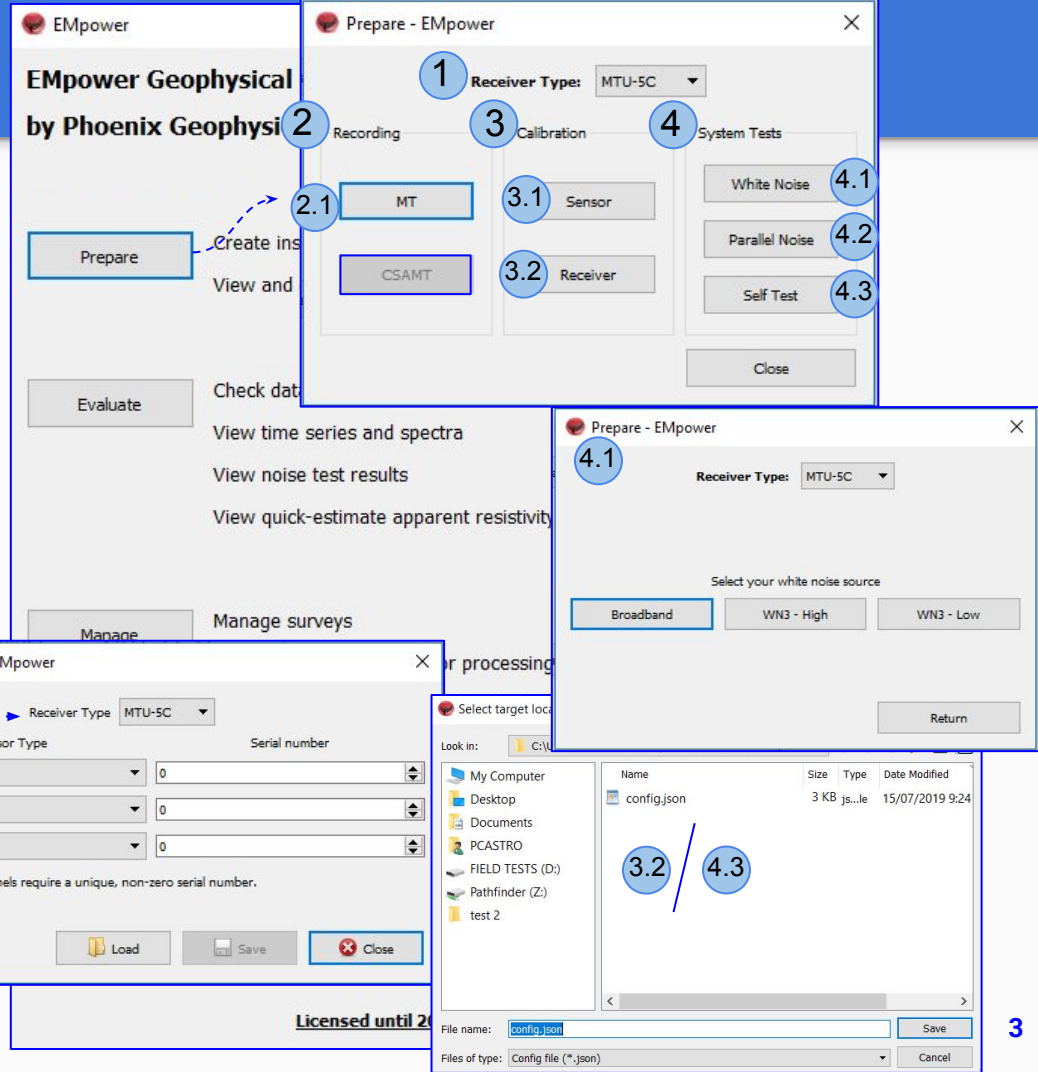 EMpower
EMpower Geophysical
by Phoenix Geophysi
Prepare
Create ins
View and
Evaluate
Check data
View time series and spectra
View noise test results
View quick-estimate apparent resistivity
Manage
Manage surveys
or processing
Licensed until 20
Prepare - EMpower
1
Receiver Type: MTU-5C
2 Recording
3 Calibration
4 System Tests
2.1 MT
CSAMT
3.1 Sensor
3.2 Receiver
White Noise 4.1
Parallel Noise 4.2
Self Test 4.3
Close
Prepare - EMpower
4.1
Receiver Type: MTU-5C
Select your white noise source
Broadband WN3 - High WN3 - Low
Return
Mpower
Receiver Type MTU-5C
sor Type Serial number
0
0
0
nels require a unique, non-zero serial number.
Load Save Close
Select target loca
Look in: C:\U
My Computer
Desktop
Documents
PCASTRO
FIELD TESTS (D:)
Pathfinder (Z:)
test 2
Name Size Type Date Modified
config.json 3 KB js...le 15/07/2019 9:24
3.2 / 4.3
File name: config.json Save
Files of type: Config file (*.json) Cancel
3